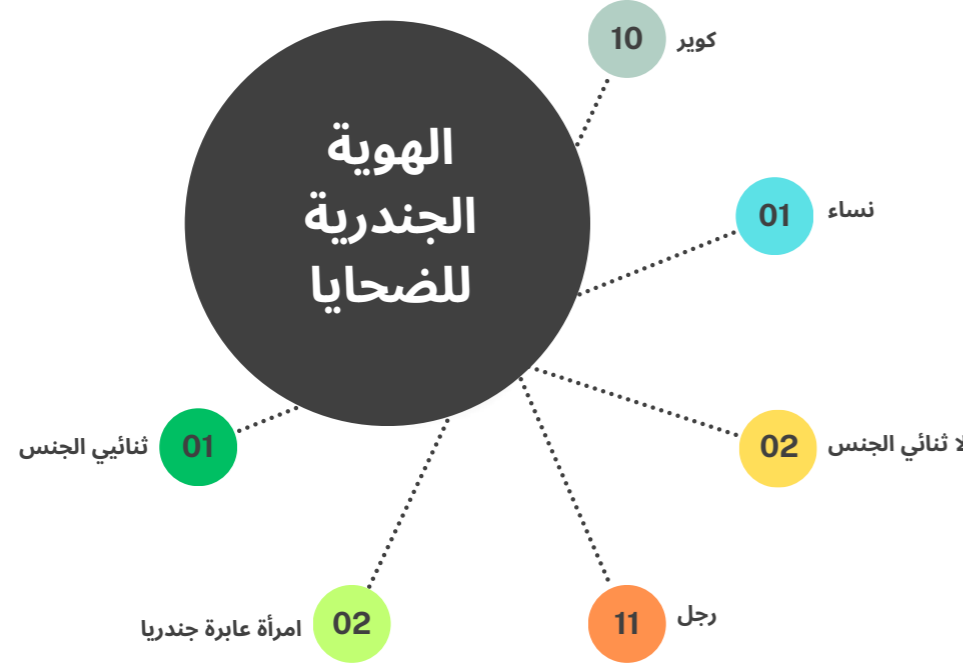 الهوية
الجندرية
للضحايا
10 كوير
01 نساء
02 لا ثنائي الجنس
11 رجل
02 امرأة عابرة جندريا
01 ثنائيي الجنس